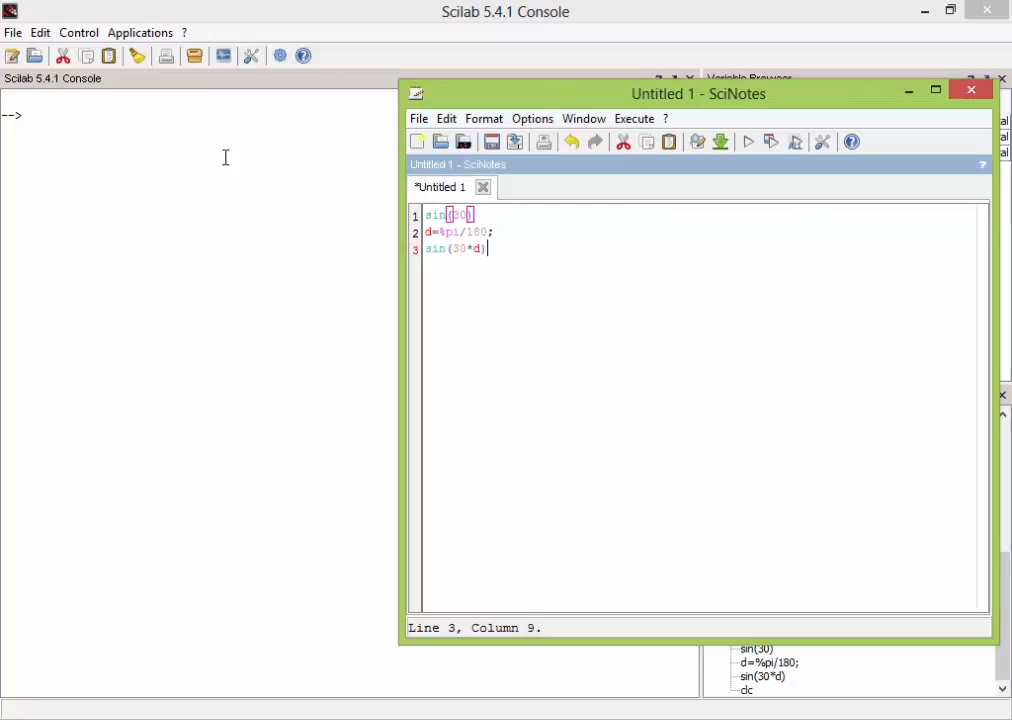 Scilab 5.4.1 Console
File Edit Control Applications ?
Scilab 5.4.1 Console
Variable Browser
-->
Untitled 1 - SciNotes
File Edit Format Options Window Execute ?
Untitled 1 - SciNotes
*Untitled 1
1 sin(30)
2 d=%pi/180;
3 sin(30*d)
Line 3, Column 9.
sin(30)
d=%pi/180;
sin(30*d)
clc